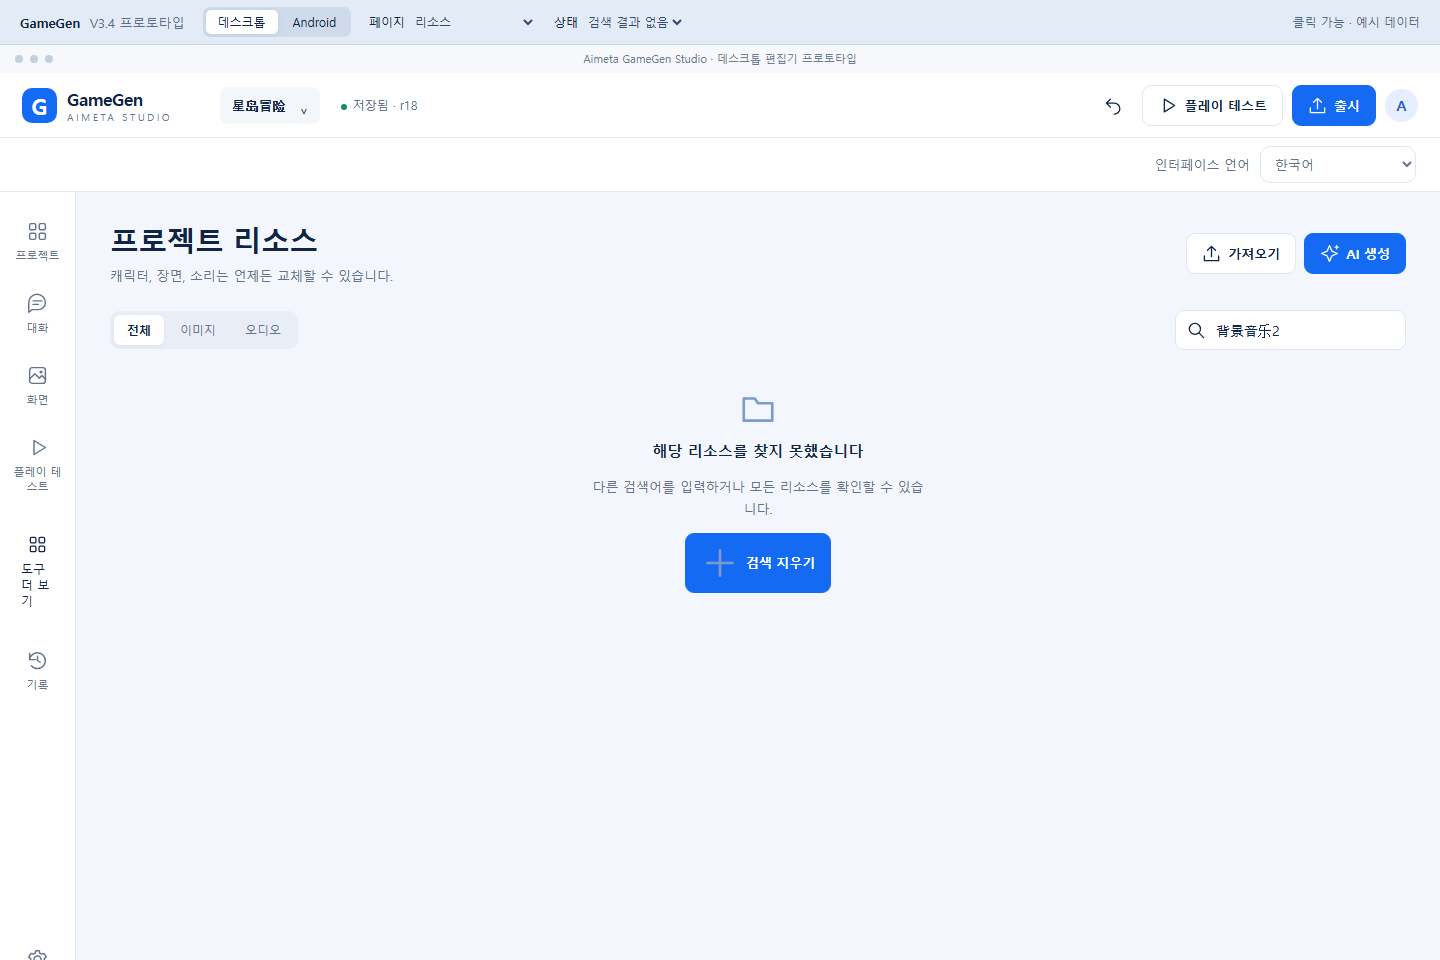 GameGen V3.4 프로토타입 데스크톱 Android 페이지 리소스 상태 검색 결과 없음 클릭 가능 · 예시 데이터
Aimeta GameGen Studio · 데스크톱 편집기 프로토타입
G GameGen
AIMETA STUDIO
星岛冒险
저장됨 · r18
플레이 테스트
출시
A
인터페이스 언어 한국어
프로젝트
대화
화면
플레이 테
스트
도구
더 보
기
기록
프로젝트 리소스
캐릭터, 장면, 소리는 언제든 교체할 수 있습니다.
가져오기
AI 생성
전체 이미지 오디오
背景音乐2
해당 리소스를 찾지 못했습니다
다른 검색어를 입력하거나 모든 리소스를 확인할 수 있습
니다.
검색 지우기